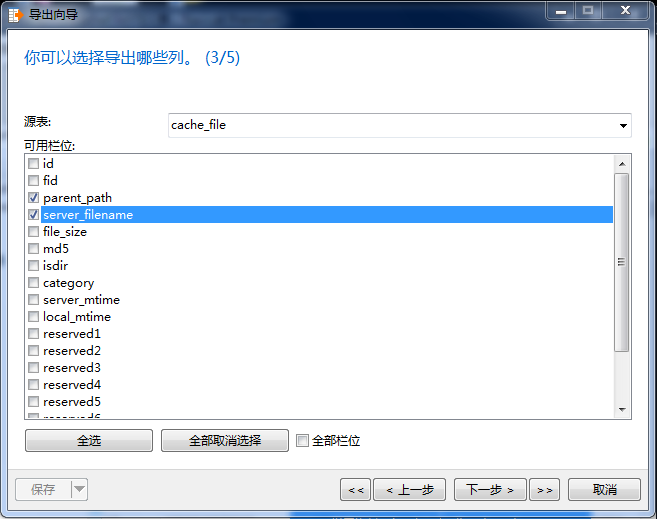 导出向导
你可以选择导出哪些列。 (3/5)
源表:
cache_file
可用栏位:
id
fid
parent_path
server_filename
file_size
md5
isdir
category
server_mtime
local_mtime
reserved1
reserved2
reserved3
reserved4
reserved5
reserved6
全选 全部取消选择 全部栏位
保存 << < 上一步 下一步 > >> 取消